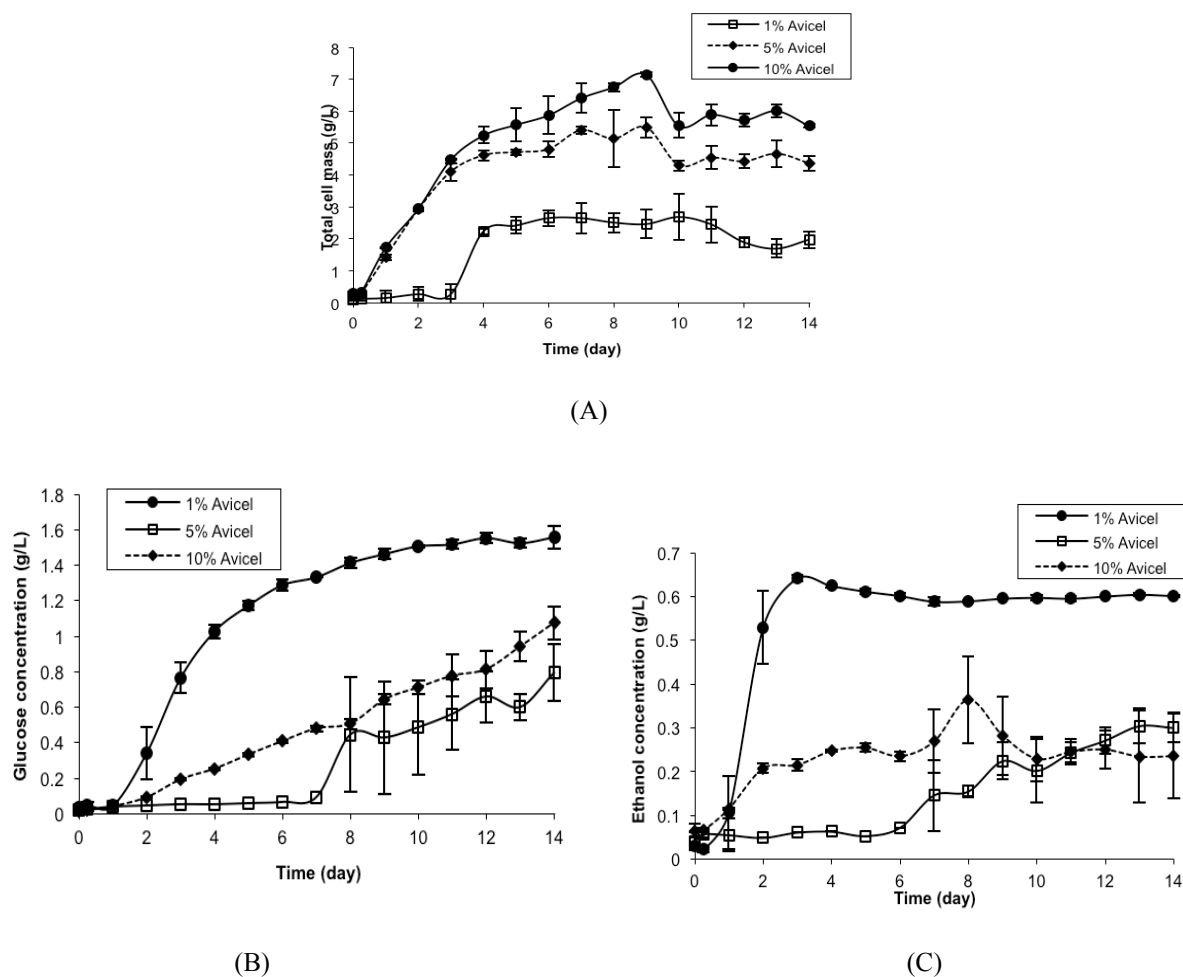 1% Avicel
5% Avicel
10% Avicel
Total cell mass (g/L)
8
7
6
5
4
3
2
1
0
0 2 4 6 8 10 12 14
Time (day)
(A)
1% Avicel
5% Avicel
10% Avicel
Glucose concentration (g/L)
1.8
1.6
1.4
1.2
1
0.8
0.6
0.4
0.2
0
0 2 4 6 8 10 12 14
Time (day)
(B)
1% Avicel
5% Avicel
10% Avicel
Ethanol concentration (g/L)
0.7
0.6
0.5
0.4
0.3
0.2
0.1
0
0 2 4 6 8 10 12 14
Time (day)
(C)